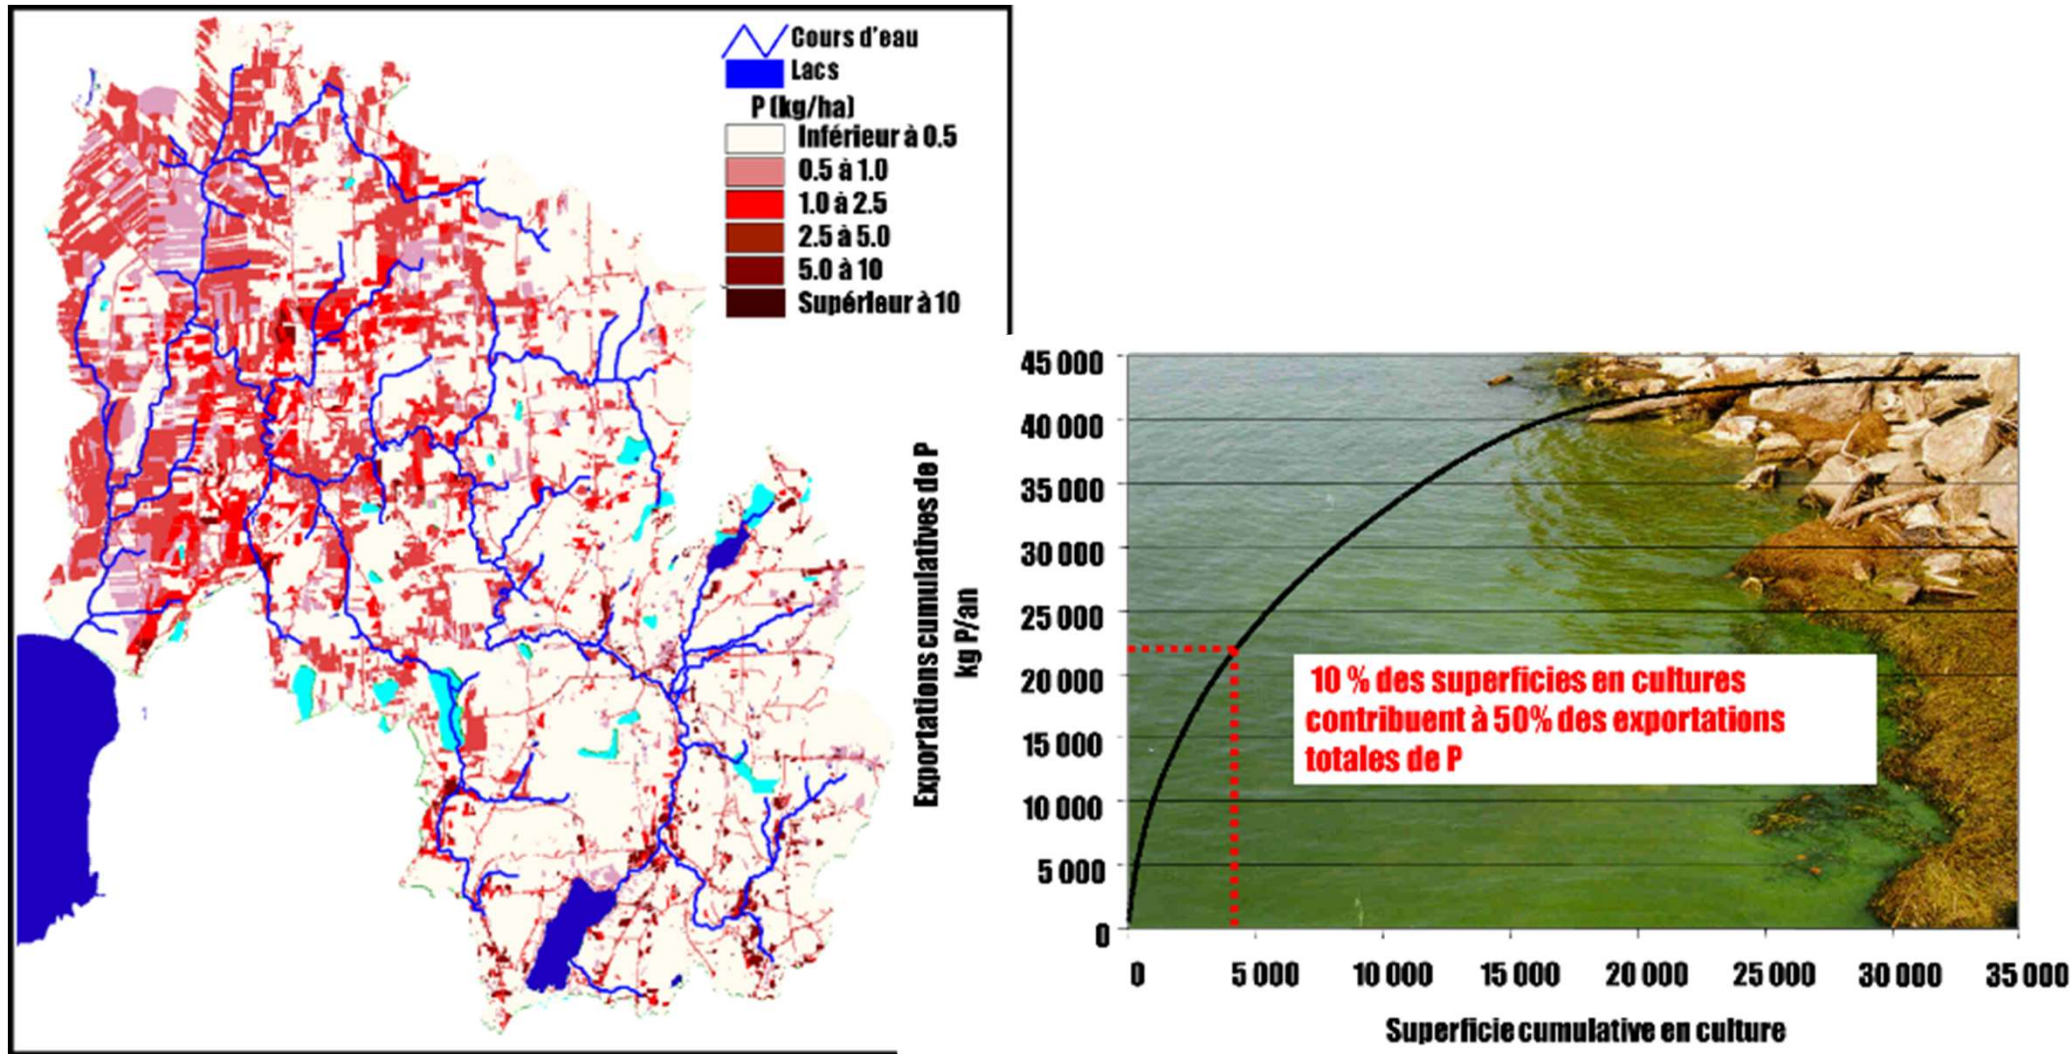 Cours d'eau
Lacs
P (kg/ha)
Inférieur à 0.5
0.5 à 1.0
1.0 à 2.5
2.5 à 5.0
5.0 à 10
Supérieur à 10
Exportations cumulatives de P
kg P/an
45 000
40 000
35 000
30 000
25 000
20 000
15 000
10 000
5 000
0
10 % des superficies en cultures
contribuent à 50% des exportations
totales de P
0 5 000 10 000 15 000 20 000 25 000 30 000 35 000
Superficie cumulative en culture